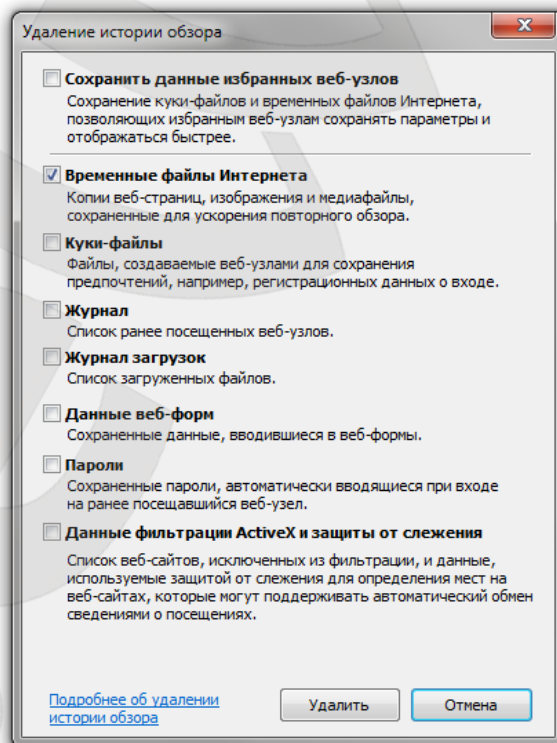 Удаление истории обзора
Сохранить данные избранных веб-узлов
Сохранение куки-файлов и временных файлов Интернета,
позволяющих избранным веб-узлам сохранять параметры и
отображаться быстрее.
Временные файлы Интернета
Копии веб-страниц, изображения и медиафайлы,
сохраненные для ускорения повторного обзора.
Куки-файлы
Файлы, создаваемые веб-узлами для сохранения
предпочтений, например, регистрационных данных о входе.
Журнал
Список ранее посещенных веб-узлов.
Журнал загрузок
Список загруженных файлов.
Данные веб-форм
Сохраненные данные, вводившиеся в веб-формы.
Пароли
Сохраненные пароли, автоматически вводящиеся при входе
на ранее посещавшийся веб-узел.
Данные фильтрации ActiveX и защиты от слежения
Список веб-сайтов, исключенных из фильтрации, и данные,
используемые защитой от слежения для определения мест на
веб-сайтах, которые могут поддерживать автоматический обмен
сведениями о посещениях.
Подробнее об удалении
истории обзора
Удалить
Отмена